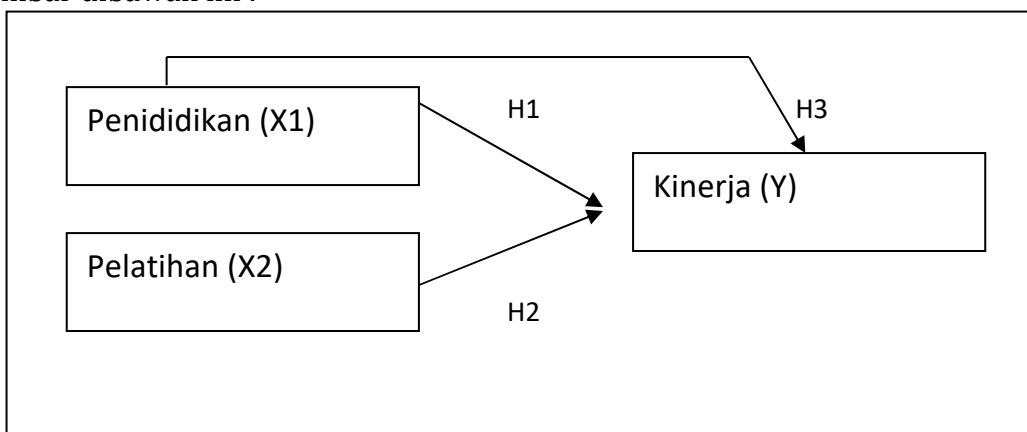 Penididikan (X1)
H1
H3
Kinerja (Y)
Pelatihan (X2)
H2